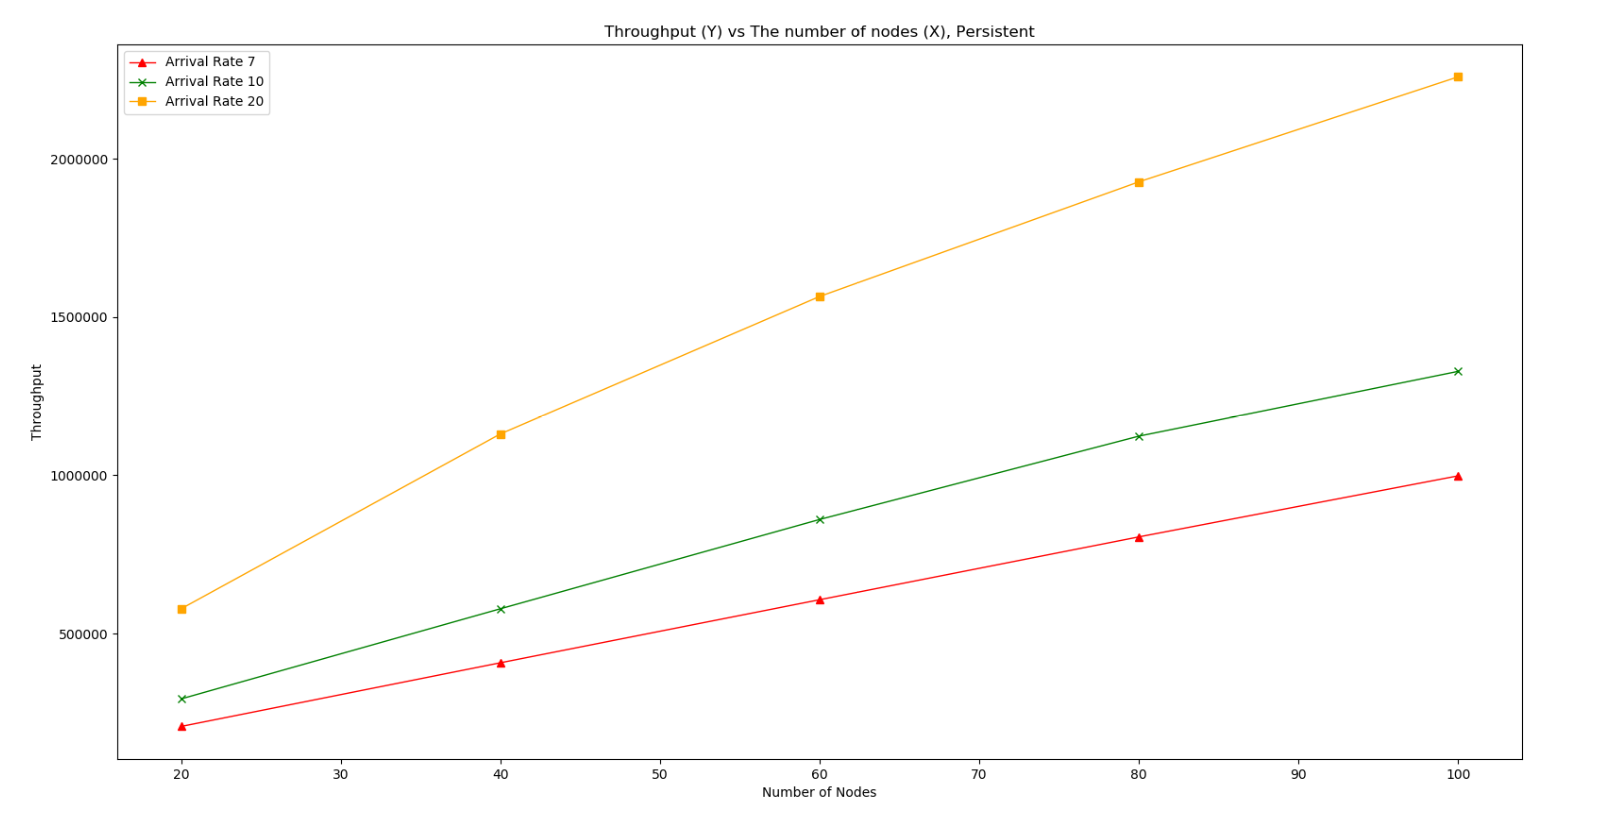 Throughput (Y) vs The number of nodes (X), Persistent
Arrival Rate 7
Arrival Rate 10
Arrival Rate 20
2000000
1500000
1000000
500000
Throughput
20 30 40 50 60 70 80 90 100
Number of Nodes